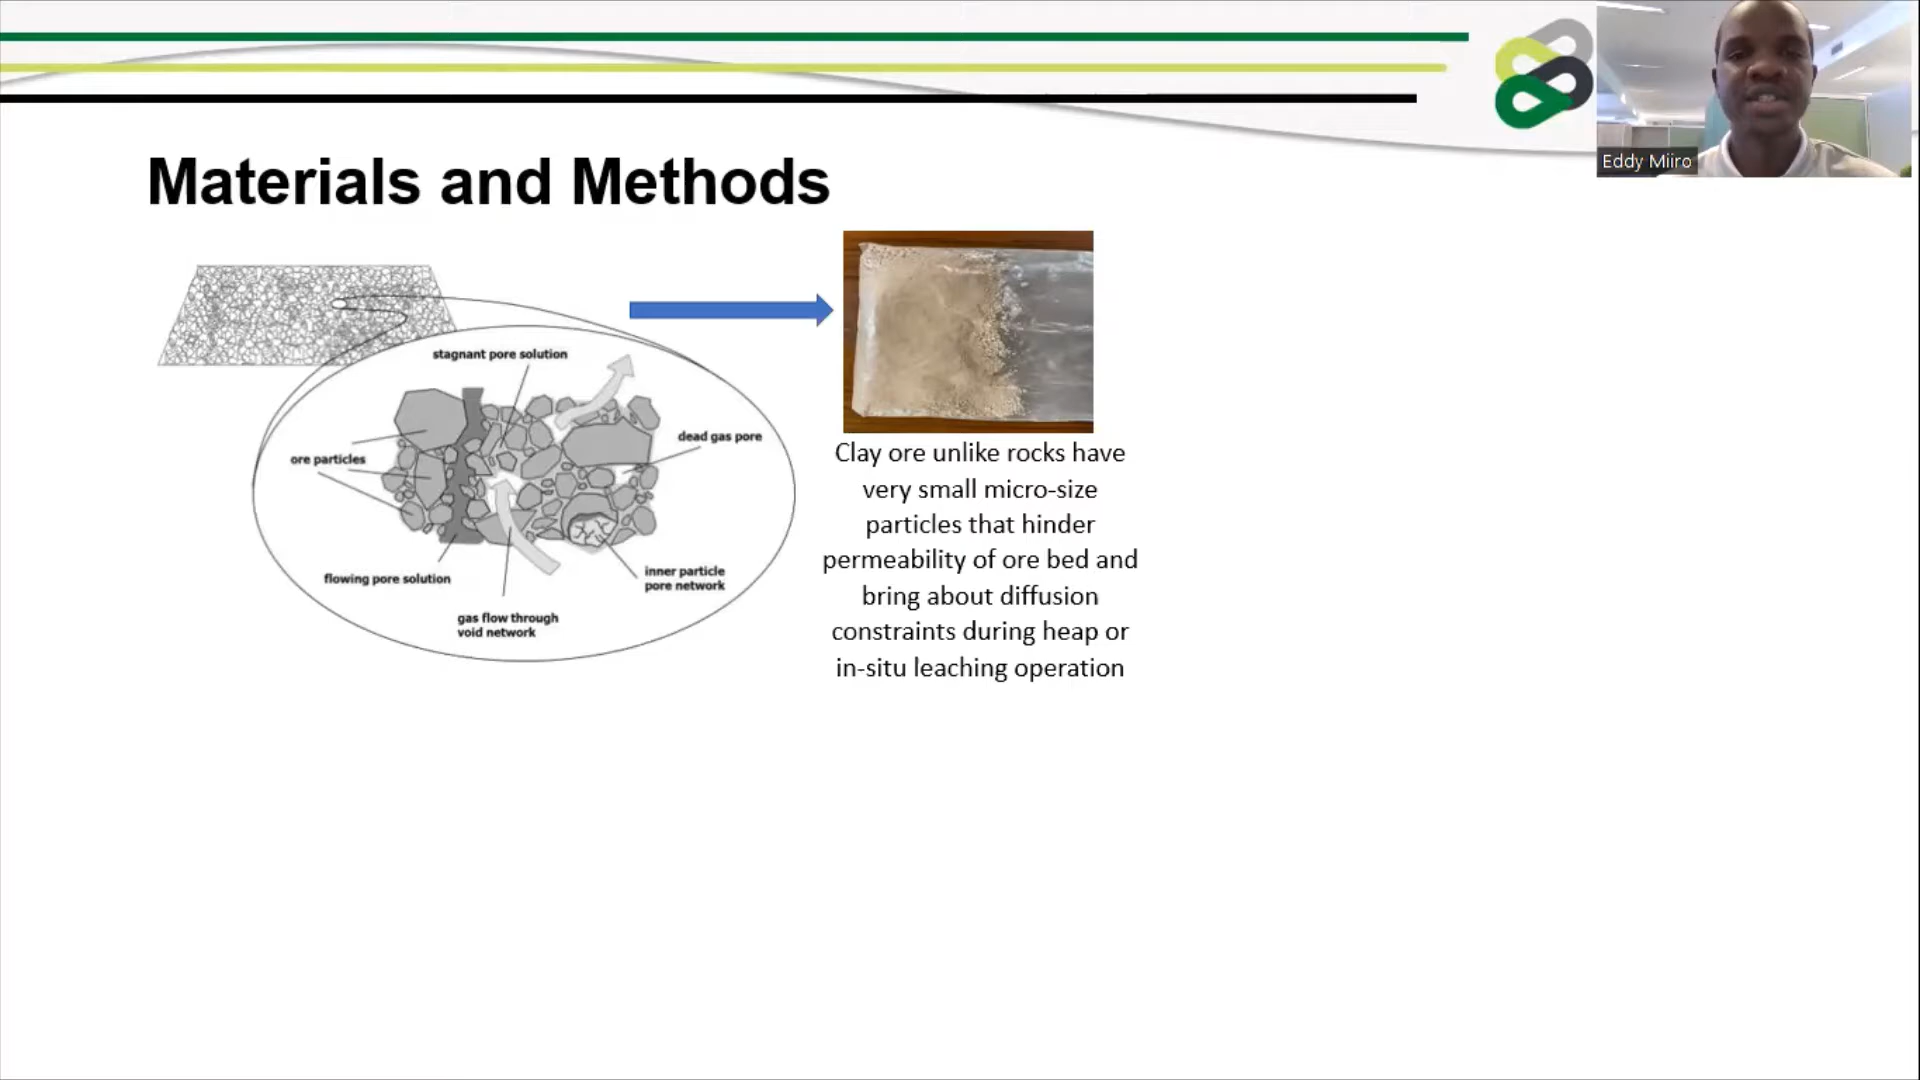 Eddy Miiro
Materials and Methods
stagnant pore solution
dead gas pore
ore particles
flowing pore solution
inner particle
pore network
gas flow through
void network
Clay ore unlike rocks have
very small micro-size
particles that hinder
permeability of ore bed and
bring about diffusion
constraints during heap or
in-situ leaching operation